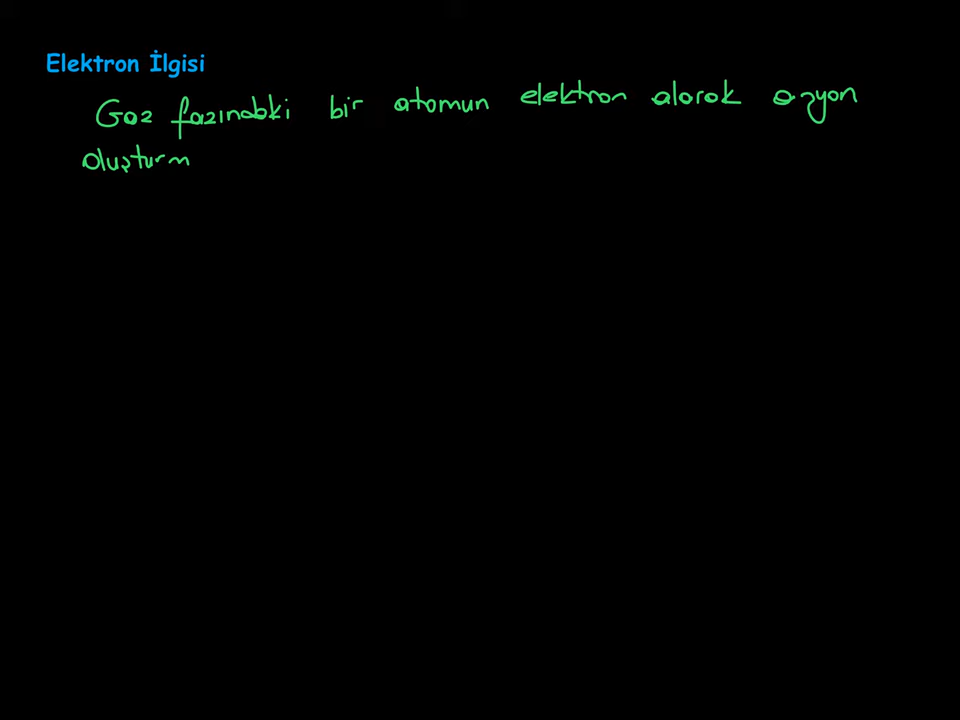 Elektron İlgisi
Gaz fazındaki bir atomun elektron alarak anyon
oluşturm